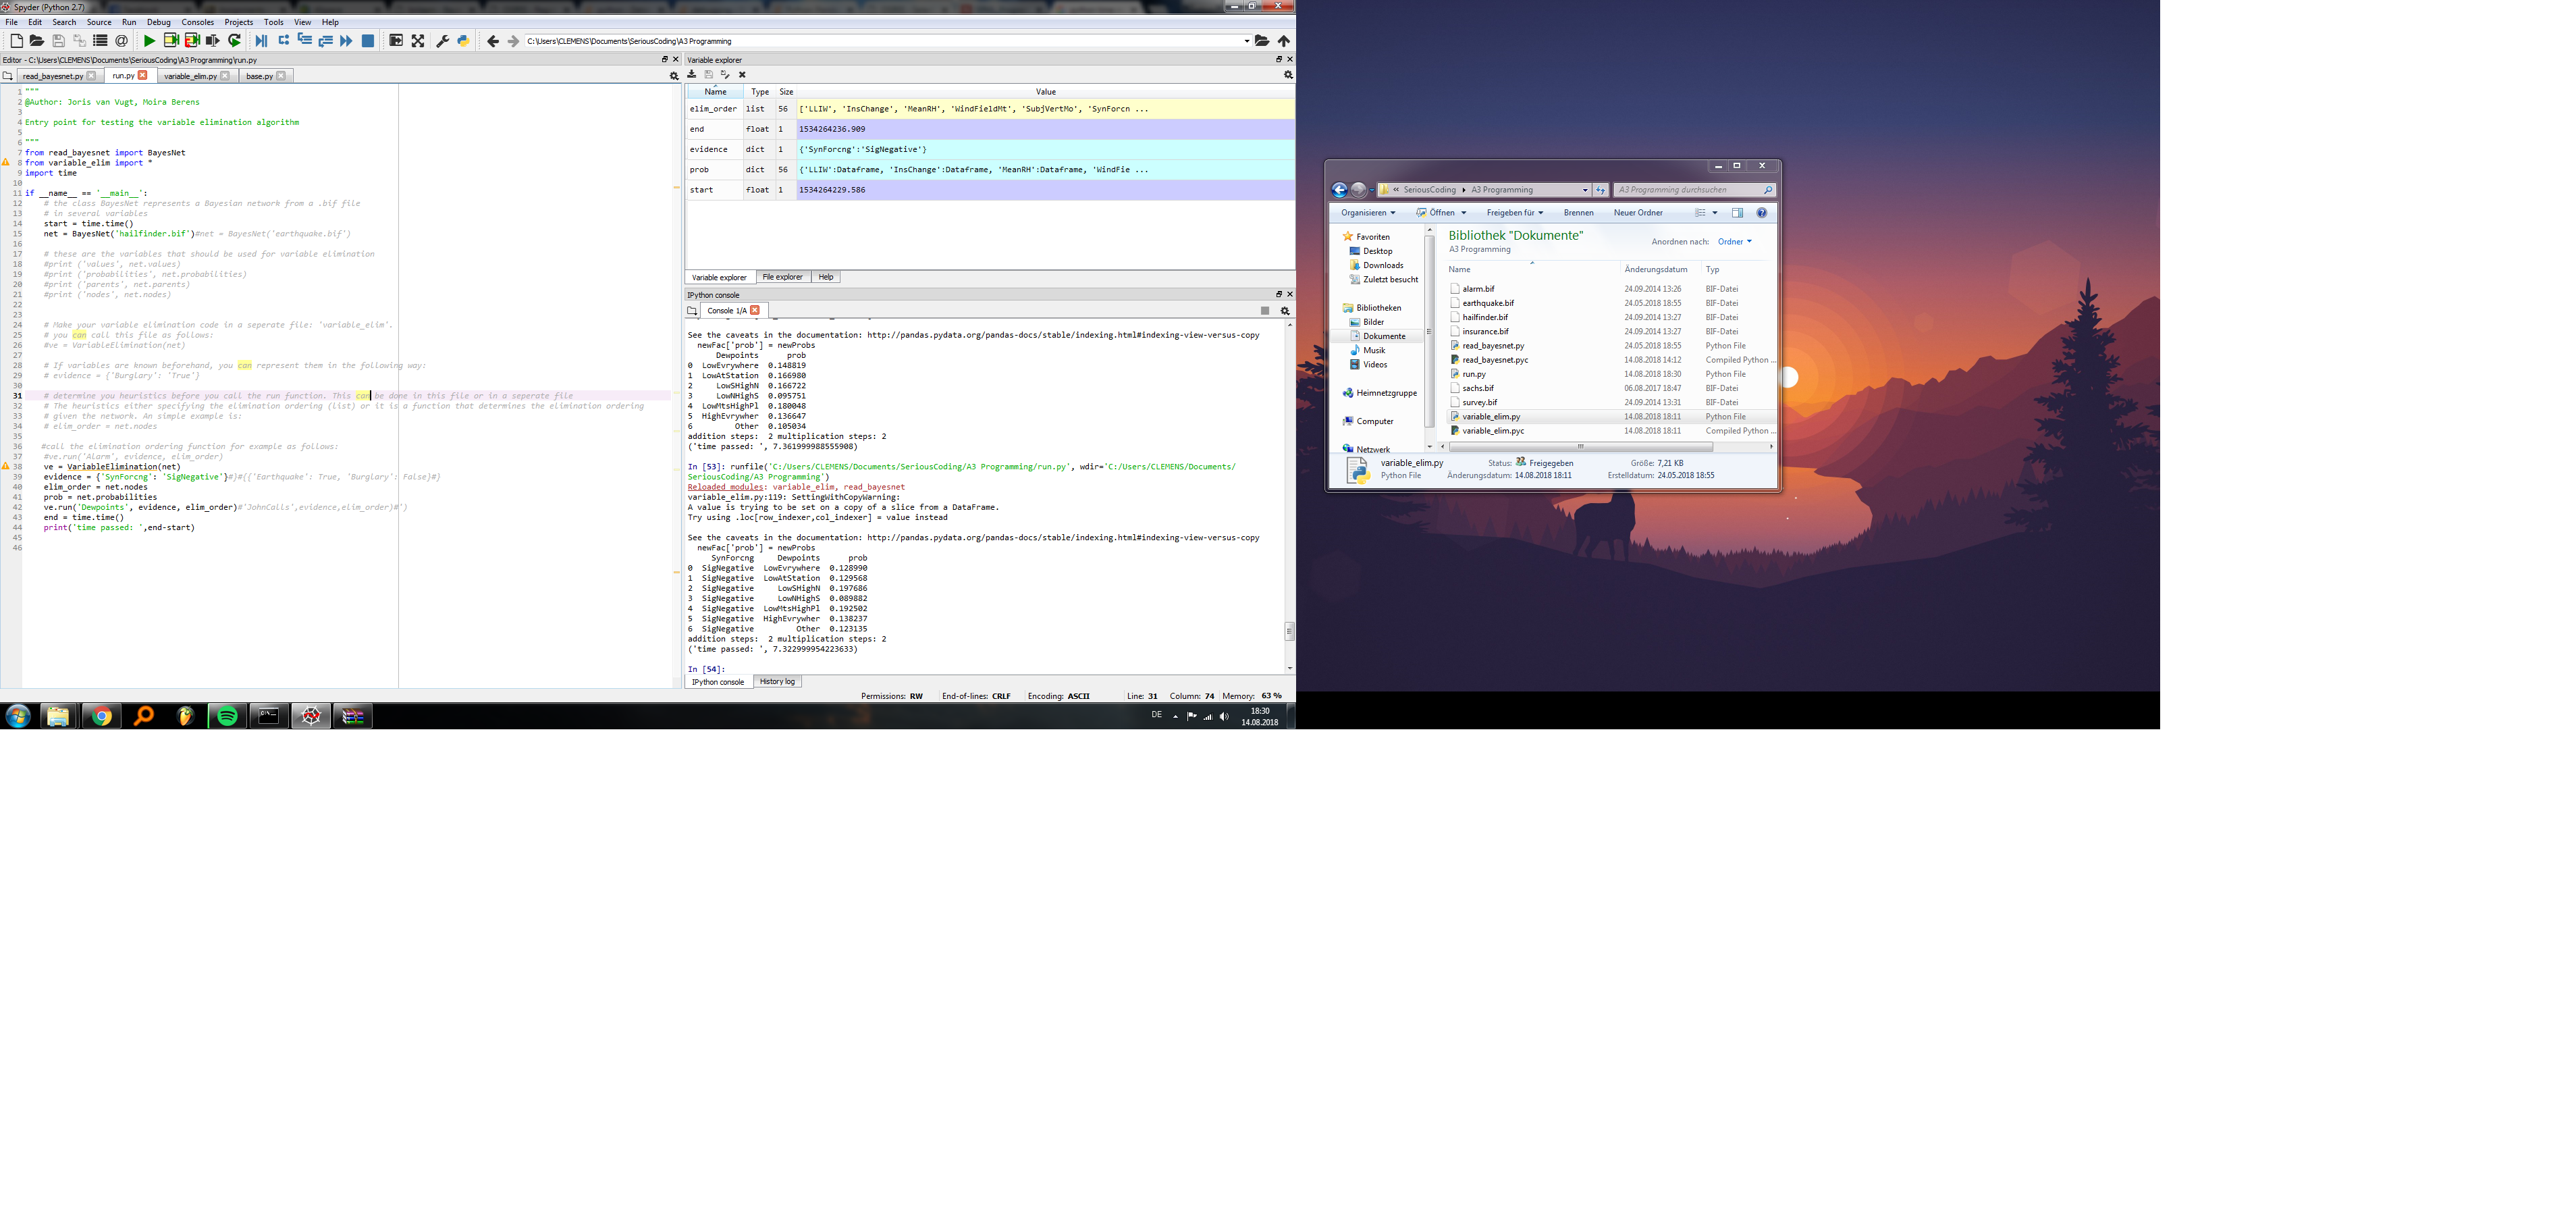 Spyder (Python 2.7)
File Edit Search Source Run Debug Consoles Projects Tools View Help
C:\Users\CLEMENS\Documents\SeriousCoding\A3 Programming
Editor - C:\Users\CLEMENS\Documents\SeriousCoding\A3 Programming\run.py
read_bayesnet.py run.py variable_elim.py base.py
1 """
2 @Author: Joris van Vugt, Moira Berens
3
4 Entry point for testing the variable elimination algorithm
5
6 """
7 from read_bayesnet import BayesNet
8 from variable_elim import *
9 import time
10
11 if __name__ == '__main__':
12 # the class BayesNet represents a Bayesian network from a .bif file
13 # in several variables
14 start = time.time()
15 net = BayesNet('hailfinder.bif')#net = BayesNet('earthquake.bif')
16
17 # these are the variables that should be used for variable elimination
18 #print ('values', net.values)
19 #print ('probabilities', net.probabilities)
20 #print ('parents', net.parents)
21 #print ('nodes', net.nodes)
22
23
24 # Make your variable elimination code in a seperate file: 'variable_elim'.
25 # you can call this file as follows:
26 #ve = VariableElimination(net)
27
28 # If variables are known beforehand, you can represent them in the following way:
29 # evidence = {'Burglary': 'True'}
30
31 # determine you heuristics before you call the run function. This can be done in this file or in a seperate file
32 # The heuristics either specifying the elimination ordering (list) or it is a function that determines the elimination ordering
33 # given the network. An simple example is:
34 # elim_order = net.nodes
35
36 #call the elimination ordering function for example as follows:
37 #ve.run('Alarm', evidence, elim_order)
38 ve = VariableElimination(net)
39 evidence = {'SynForcng': 'SigNegative'}#}#{{'Earthquake': True, 'Burglary': False}#}
40 elim_order = net.nodes
41 prob = net.probabilities
42 ve.run('Dewpoints', evidence, elim_order)#'JohnCalls',evidence,elim_order)#')
43 end = time.time()
44 print('time passed: ',end-start)
45
46
Variable explorer
Name Type Size Value
elim_order list 56 ['LLIW', 'InsChange', 'MeanRH', 'WindFieldMt', 'SubjVertMo', 'SynForcn ...
end float 1 1534264236.909
evidence dict 1 {'SynForcng':'SigNegative'}
prob dict 56 {'LLIW':Dataframe, 'InsChange':Dataframe, 'MeanRH':Dataframe, 'WindFie ...
start float 1 1534264229.586
Variable explorer File explorer Help
IPython console
Console 1/A
See the caveats in the documentation: http://pandas.pydata.org/pandas-docs/stable/indexing.html#indexing-view-versus-copy
newFac['prob'] = newProbs
Dewpoints prob
0 LowEvrywhere 0.148819
1 LowAtStation 0.166980
2 LowSHighN 0.166722
3 LowNHighS 0.095751
4 LowMtsHighPl 0.180048
5 HighEvrywher 0.136647
6 Other 0.105034
addition steps: 2 multiplication steps: 2
('time passed: ', 7.361999988555908)
In [53]: runfile('C:/Users/CLEMENS/Documents/SeriousCoding/A3 Programming/run.py', wdir='C:/Users/CLEMENS/Documents/
SeriousCoding/A3 Programming')
Reloaded modules: variable_elim, read_bayesnet
variable_elim.py:119: SettingWithCopyWarning:
A value is trying to be set on a copy of a slice from a DataFrame.
Try using .loc[row_indexer,col_indexer] = value instead
See the caveats in the documentation: http://pandas.pydata.org/pandas-docs/stable/indexing.html#indexing-view-versus-copy
newFac['prob'] = newProbs
SynForcng Dewpoints prob
0 SigNegative LowEvrywhere 0.128990
1 SigNegative LowAtStation 0.129568
2 SigNegative LowSHighN 0.197686
3 SigNegative LowNHighS 0.089882
4 SigNegative LowMtsHighPl 0.192502
5 SigNegative HighEvrywher 0.138237
6 SigNegative Other 0.123135
addition steps: 2 multiplication steps: 2
('time passed: ', 7.322999954223633)
In [54]:
IPython console History log
Permissions: RW End-of-lines: CRLF Encoding: ASCII Line: 31 Column: 74 Memory: 63 %
DE
18:30
14.08.2018
« SeriousCoding ▸ A3 Programming
A3 Programming durchsuchen
Organisieren Öffnen Freigeben für Brennen Neuer Ordner
Favoriten
Desktop
Downloads
Zuletzt besucht
Bibliotheken
Bilder
Dokumente
Musik
Videos
Heimnetzgruppe
Computer
Netzwerk
Bibliothek "Dokumente"
A3 Programming
Anordnen nach: Ordner
Name Änderungsdatum Typ
alarm.bif 24.09.2014 13:26 BIF-Datei
earthquake.bif 24.05.2018 18:55 BIF-Datei
hailfinder.bif 24.09.2014 13:27 BIF-Datei
insurance.bif 24.09.2014 13:27 BIF-Datei
read_bayesnet.py 24.05.2018 18:55 Python File
read_bayesnet.pyc 14.08.2018 14:12 Compiled Python ...
run.py 14.08.2018 18:30 Python File
sachs.bif 06.08.2017 18:47 BIF-Datei
survey.bif 24.09.2014 13:31 BIF-Datei
variable_elim.py 14.08.2018 18:11 Python File
variable_elim.pyc 14.08.2018 18:11 Compiled Python ...
variable_elim.py Status: Freigegeben Größe: 7,21 KB
Python File Änderungsdatum: 14.08.2018 18:11 Erstelldatum: 24.05.2018 18:55